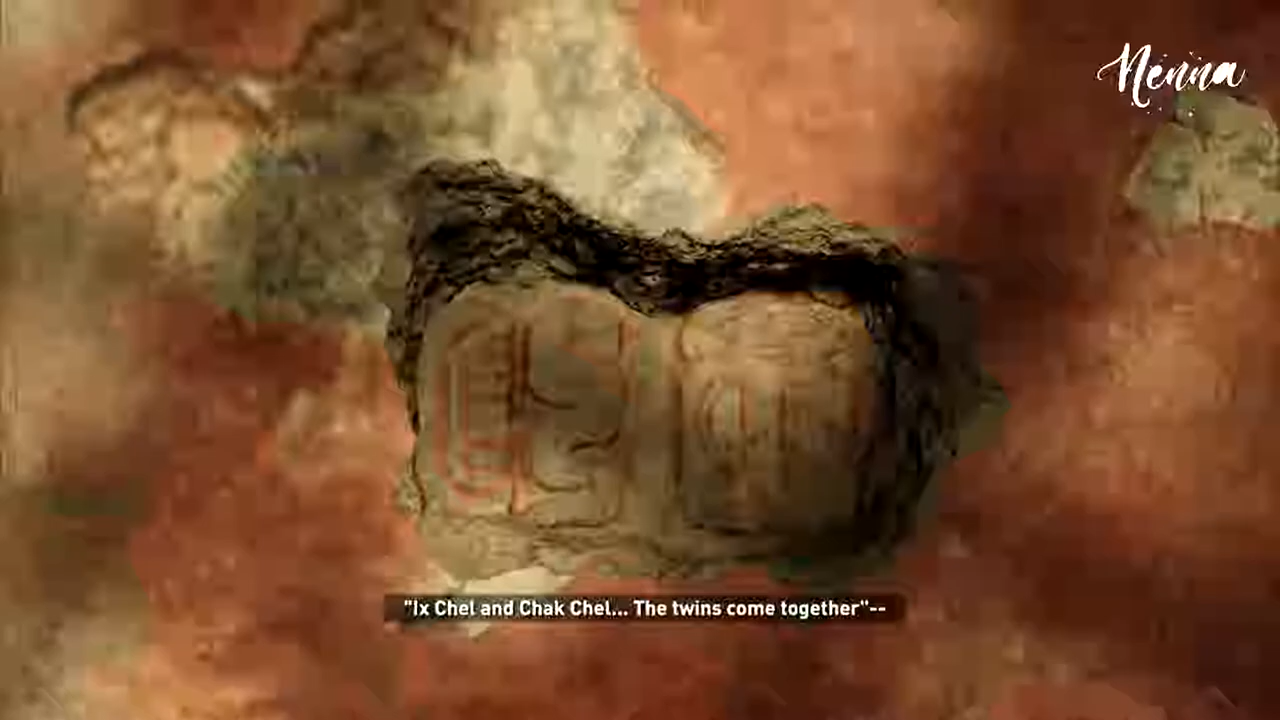 Nenna
"Ix Chel and Chak Chel... The twins come together"--